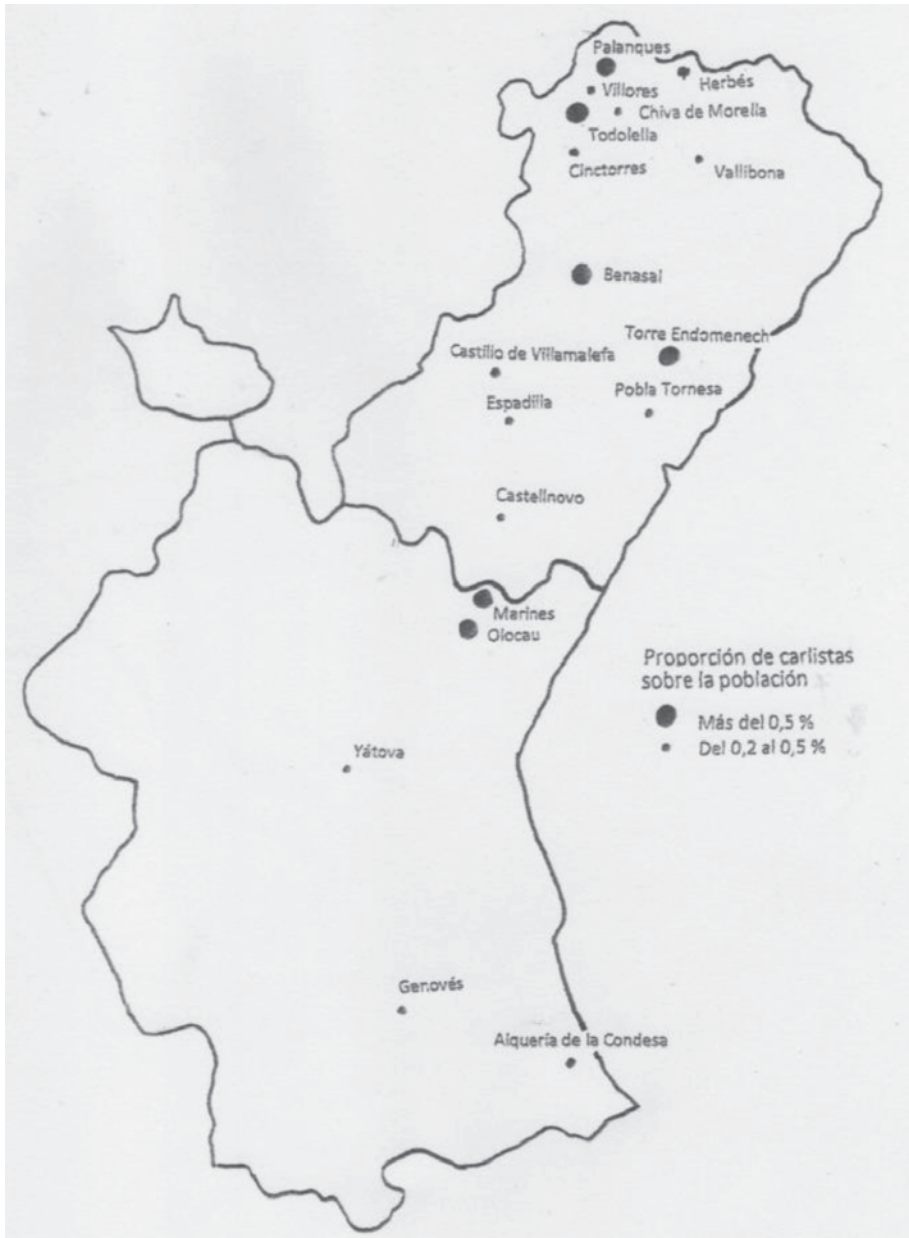 Palanques
Herbés
Villores
Chiva de Morella
Todolella
Cinctorres
Vallibona
Benasal
Torre Endomenech
Castillo de Villamalefa
Pobla Tornesa
Espadilla
Castellnovo
Marines
Olocau
Proporción de carlistas
sobre la población
Más del 0,5 %
Del 0,2 al 0,5 %
Yátova
Genovés
Alquería de la Condesa